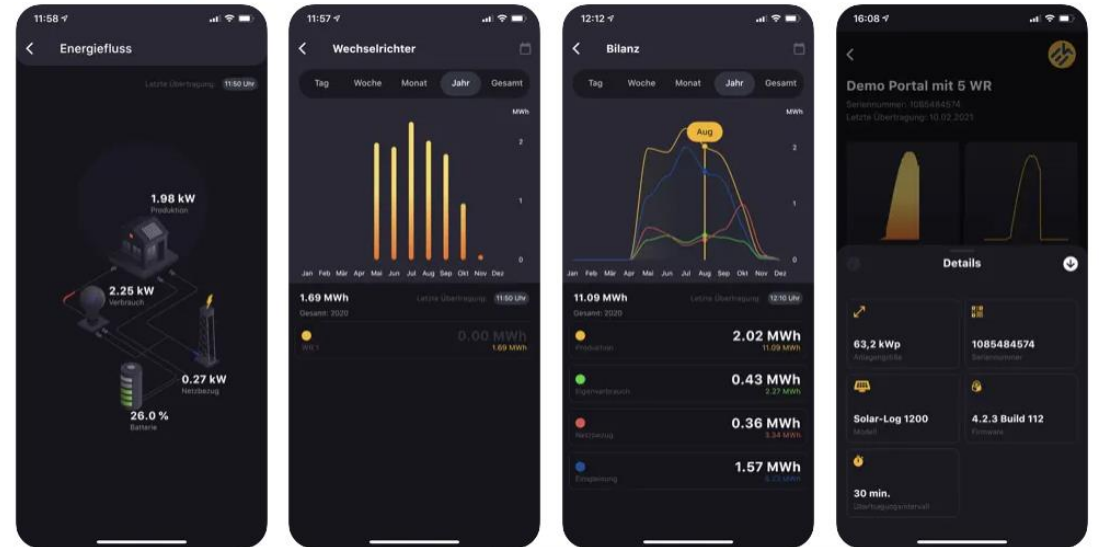 11:58
Energiefluss
Letzte Übertragung: 11:50 Uhr
1.98 kW
Produktion
2.25 kW
Verbrauch
0.27 kW
Netzbezug
26.0 %
Batterie
11:57
Wechselrichter
Tag Woche Monat Jahr Gesamt
MWh
2
1
0
Jan Feb Mär Apr Mai Jun Jul Aug Sep Okt Nov Dez
1.69 MWh Letzte Übertragung: 11:50 Uhr
Gesamt: 2020
0.00 MWh
WR 1 1.69 MWh
12:12
Bilanz
Tag Woche Monat Jahr Gesamt
MWh
Aug
2
1
0
Jan Feb Mär Apr Mai Jun Jul Aug Sep Okt Nov Dez
11.09 MWh Letzte Übertragung: 12:10 Uhr
Gesamt: 2020
2.02 MWh
Produktion 11.09 MWh
0.43 MWh
Eigenverbrauch 2.27 MWh
0.36 MWh
Netzbezug 3.34 MWh
1.57 MWh
Einspeisung
16:08
Demo Portal mit 5 WR
Seriennummer: 1085484574
Letzte Übertragung: 10.02.2021
Details
63,2 kWp
Anlagengröße
1085484574
Seriennummer
Solar-Log 1200
Modell
4.2.3 Build 112
Firmware
30 min.
Übertragungsintervall